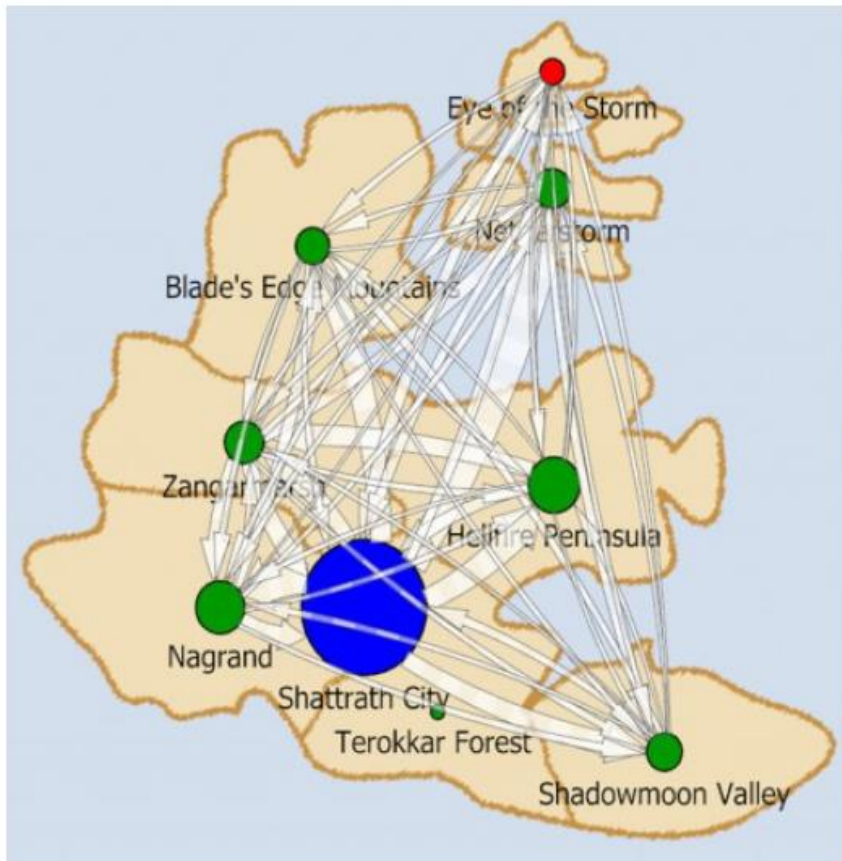 Eye of the Storm
Netherstorm
Blade's Edge Mountains
Zangarmarsh
Hellfire Peninsula
Nagrand
Shattrath City
Terokkar Forest
Shadowmoon Valley